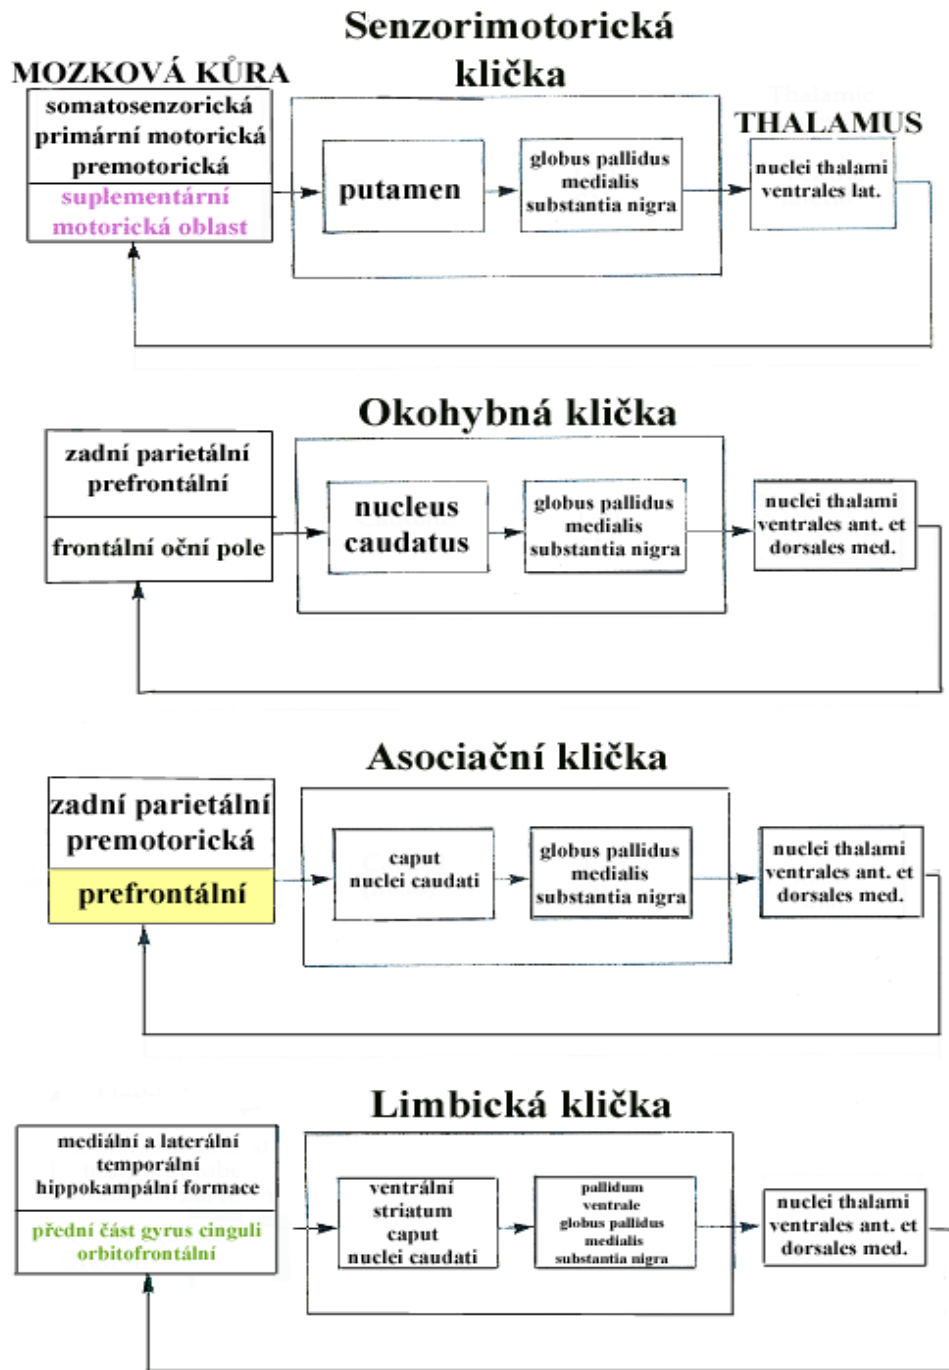 Senzorimotorická
klička
MOZKOVÁ KŮRA
somatosenzorická
primární motorická
premotorická
suplementární
motorická oblast
putamen
globus pallidus
medialis
substantia nigra
THALAMUS
nuclei thalami
ventrales lat.
Okohybná klička
zadní parietální
prefrontální
frontální oční pole
nucleus
caudatus
globus pallidus
medialis
substantia nigra
nuclei thalami
ventrales ant. et
dorsales med.
Asociační klička
zadní parietální
premotorická
prefrontální
caput
nuclei caudati
globus pallidus
medialis
substantia nigra
nuclei thalami
ventrales ant. et
dorsales med.
Limbická klička
mediální a laterální
temporální
hippokampální formace
přední část gyrus cinguli
orbitofrontální
ventrální
striatum
caput
nuclei caudati
pallidum
ventrale
globus pallidus
medialis
substantia nigra
nuclei thalami
ventrales ant. et
dorsales med.